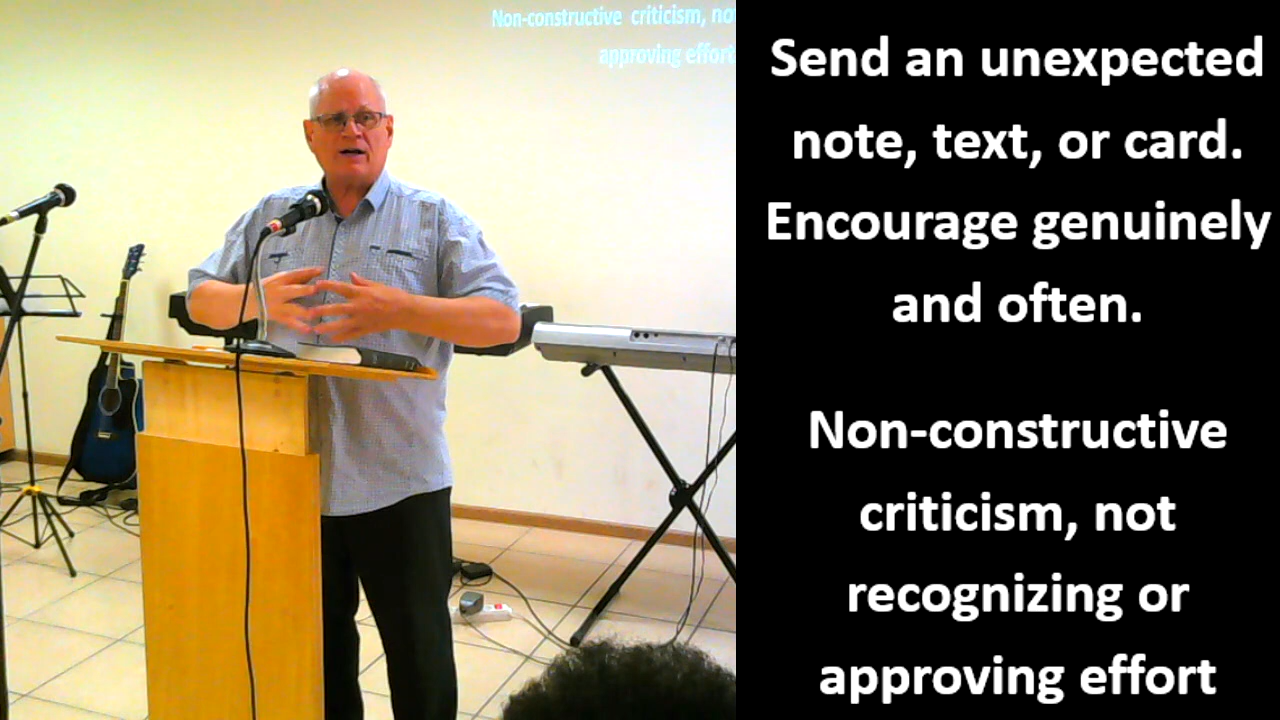 Non-constructive criticism, no
approving effort
Send an unexpected
note, text, or card.
Encourage genuinely
and often.
Non-constructive
criticism, not
recognizing or
approving effort